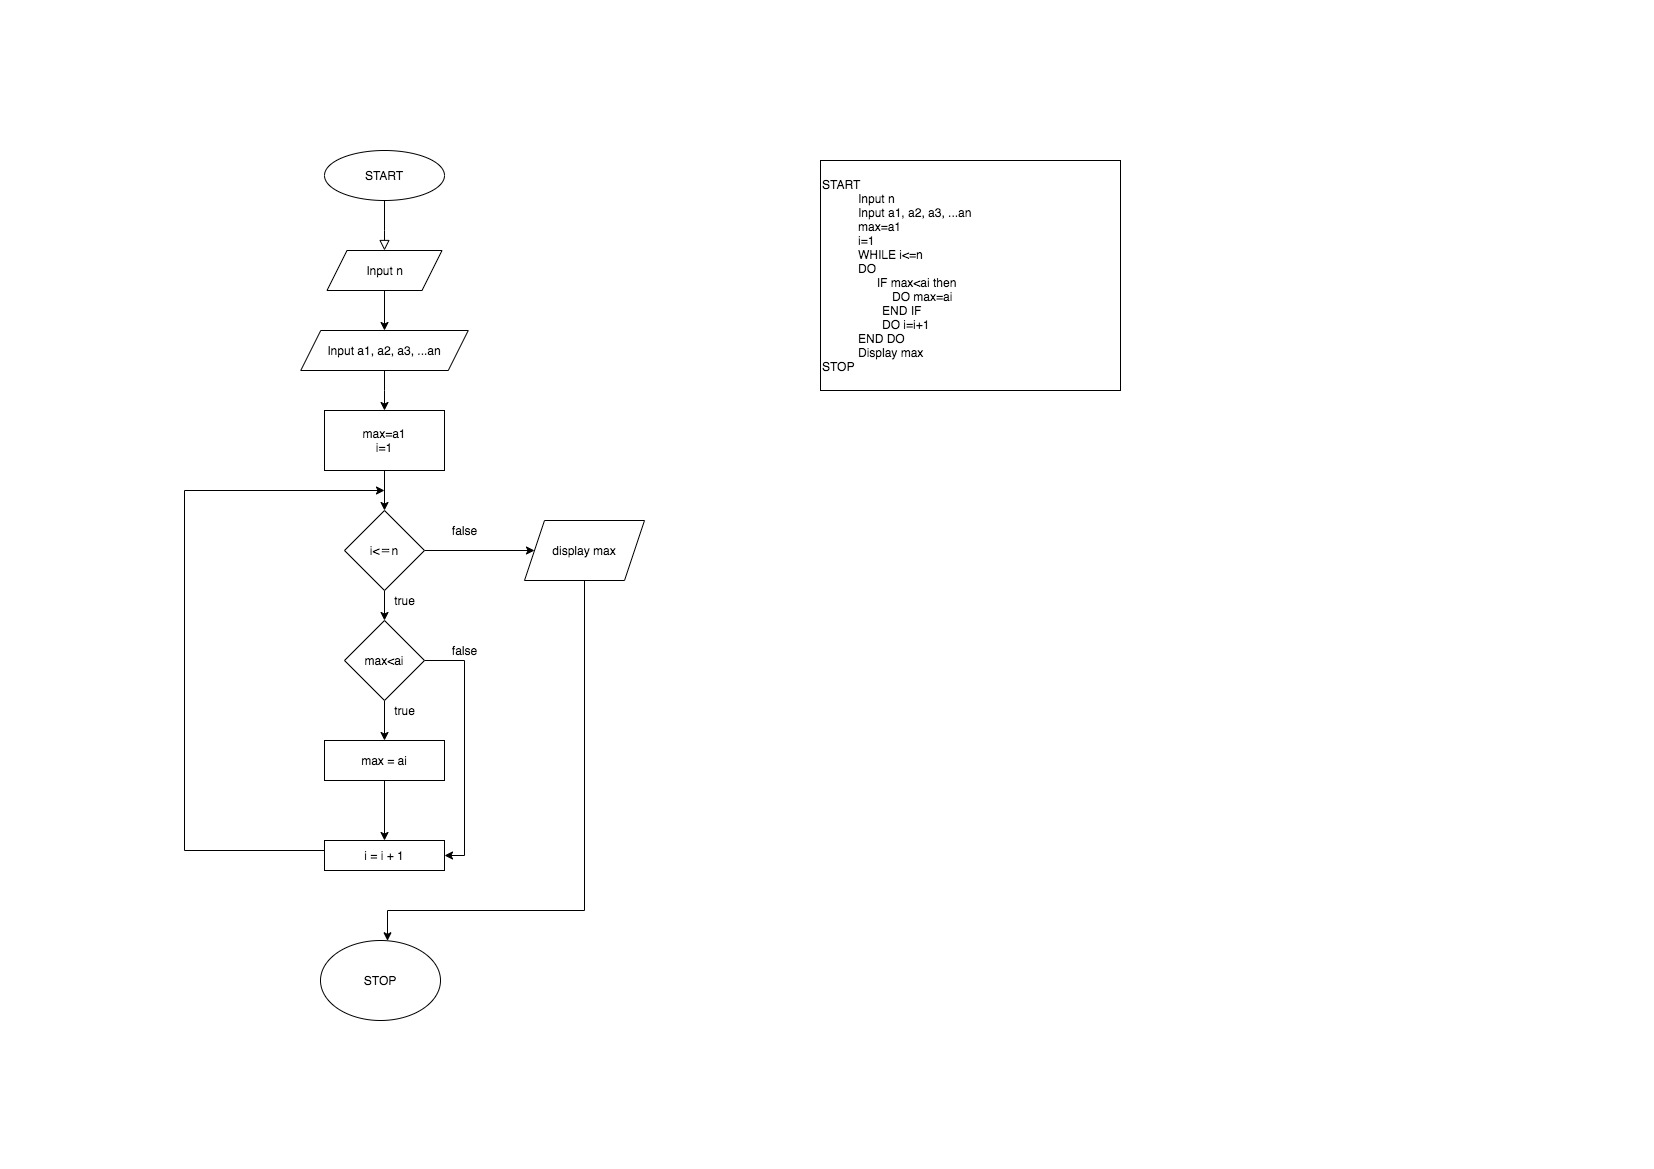 START
Input n
Input a1, a2, a3, ...an
max=a1
i=1
i<=n
false
display max
true
max<ai
false
true
max = ai
i = i + 1
STOP
START
Input n
Input a1, a2, a3, ...an
max=a1
i=1
WHILE i<=n
DO
IF max<ai then
DO max=ai
END IF
DO i=i+1
END DO
Display max
STOP